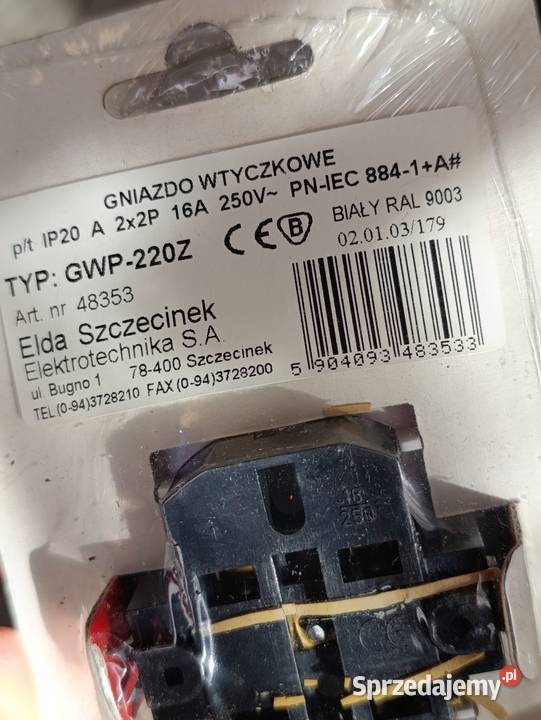 GNIAZDO WTYCZKOWE
p/t IP20 A 2x2P 16A 250V~ PN-IEC 884-1+A#
TYP: GWP-220Z CE B BIAŁY RAL 9003
Art. nr 48353 02.01.03/179
Elda Szczecinek
Elektrotechnika S.A.
ul. Bugno 1 78-400 Szczecinek
TEL.(0-94)3728210 FAX (0-94)3728200
5 904093 483533
16
250
Sprzedajemy.pl